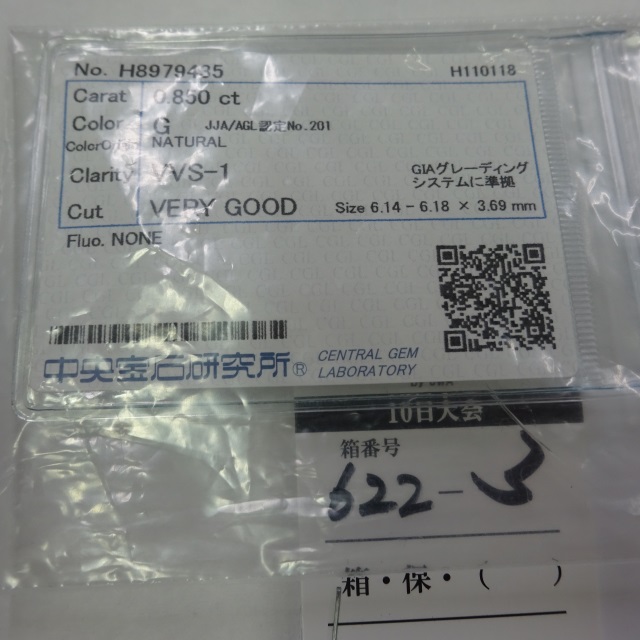 No. H8979435 H110118
Carat 0.850 ct
Color G JJA/AGL認定No.201
NATURAL
Clarity VVS-1 GIAグレーディング
システムに準拠
Cut VERY GOOD Size 6.14 - 6.18 × 3.69 mm
Fluo. NONE
中央宝石研究所® CENTRAL GEM
LABORATORY
10日大会
箱番号
622-3
箱・保・( )